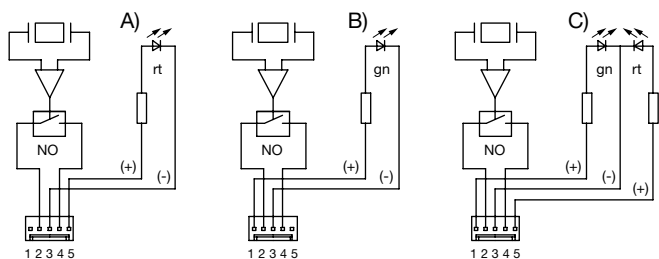 A)
rt
NO
(+)
(-)
1 2 3 4 5
B)
gn
NO
(+)
(-)
1 2 3 4 5
C)
gn rt
NO
(+)
(-)
(+)
1 2 3 4 5